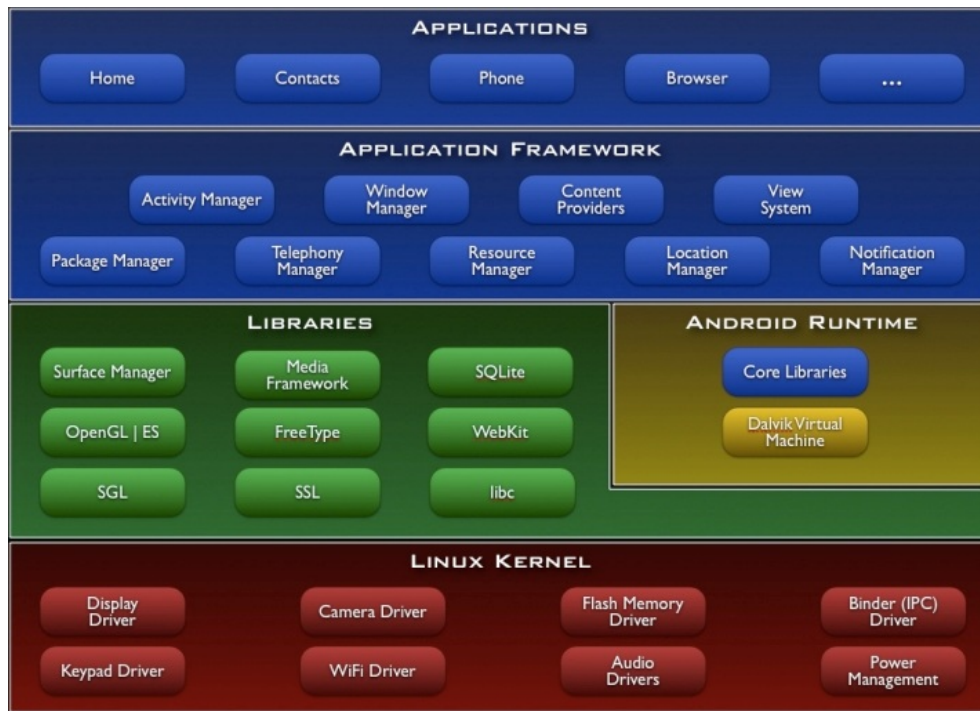 APPLICATIONS
Home
Contacts
Phone
Browser
...
APPLICATION FRAMEWORK
Activity Manager
Window
Manager
Content
Providers
View
System
Package Manager
Telephony
Manager
Resource
Manager
Location
Manager
Notification
Manager
LIBRARIES
Surface Manager
Media
Framework
SQLite
OpenGL | ES
FreeType
WebKit
SGL
SSL
libc
ANDROID RUNTIME
Core Libraries
Dalvik Virtual
Machine
LINUX KERNEL
Display
Driver
Camera Driver
Flash Memory
Driver
Binder (IPC)
Driver
Keypad Driver
WiFi Driver
Audio
Drivers
Power
Management